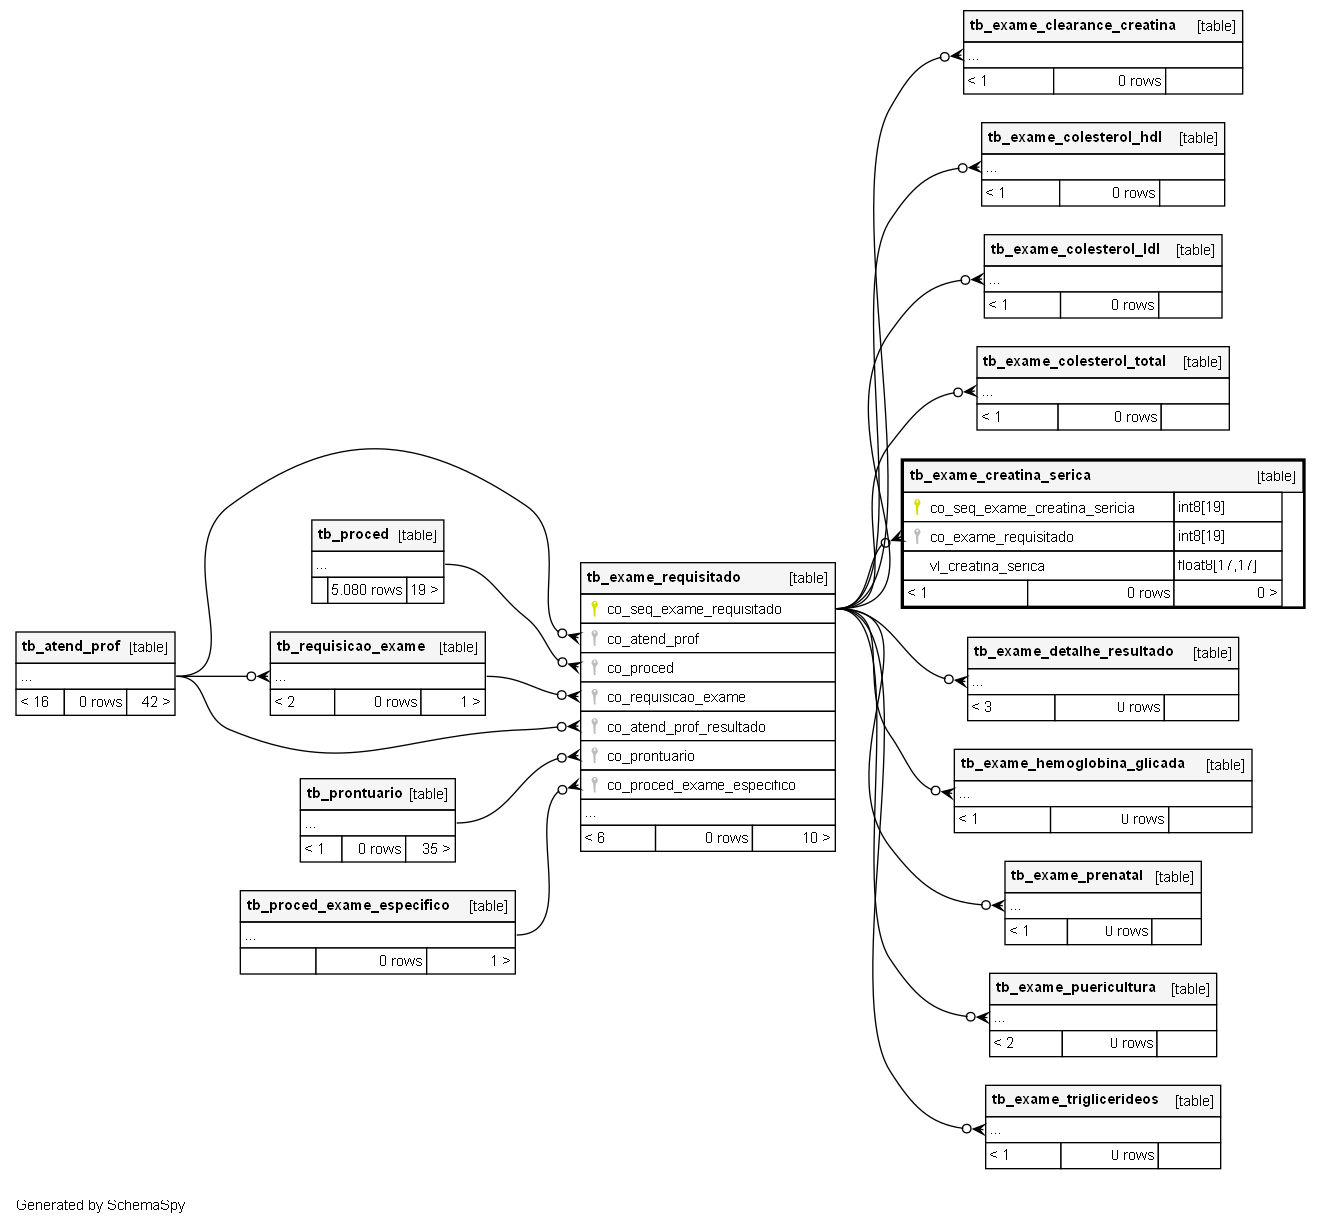 tb_exame_clearance_creatina [table]
...
< 1 0 rows
tb_exame_colesterol_hdl [table]
...
< 1 0 rows
tb_exame_colesterol_ldl [table]
...
< 1 0 rows
tb_exame_colesterol_total [table]
...
< 1 0 rows
tb_exame_creatina_serica [table]
co_seq_exame_creatina_sericia int8[19]
co_exame_requisitado int8[19]
vl_creatina_serica float8[17,17]
< 1 0 rows 0 >
tb_proced [table]
...
5.080 rows 19 >
tb_atend_prof [table]
...
< 16 0 rows 42 >
tb_requisicao_exame [table]
...
< 2 0 rows 1 >
tb_prontuario [table]
...
< 1 0 rows 35 >
tb_proced_exame_especifico [table]
...
0 rows 1 >
tb_exame_requisitado [table]
co_seq_exame_requisitado
co_atend_prof
co_proced
co_requisicao_exame
co_atend_prof_resultado
co_prontuario
co_proced_exame_especifico
...
< 6 0 rows 10 >
tb_exame_detalhe_resultado [table]
...
< 3 0 rows
tb_exame_hemoglobina_glicada [table]
...
< 1 0 rows
tb_exame_prenatal [table]
...
< 1 0 rows
tb_exame_puericultura [table]
...
< 2 0 rows
tb_exame_triglicerideos [table]
...
< 1 0 rows
Generated by SchemaSpy